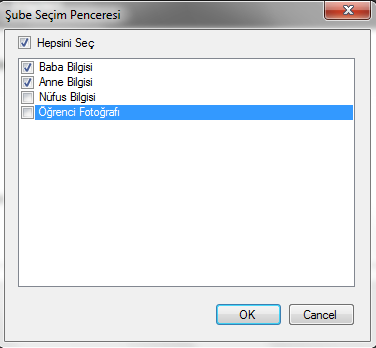 Şube Seçim Penceresi
Hepsini Seç
Baba Bilgisi
Anne Bilgisi
Nüfus Bilgisi
Öğrenci Fotoğrafı
OK
Cancel